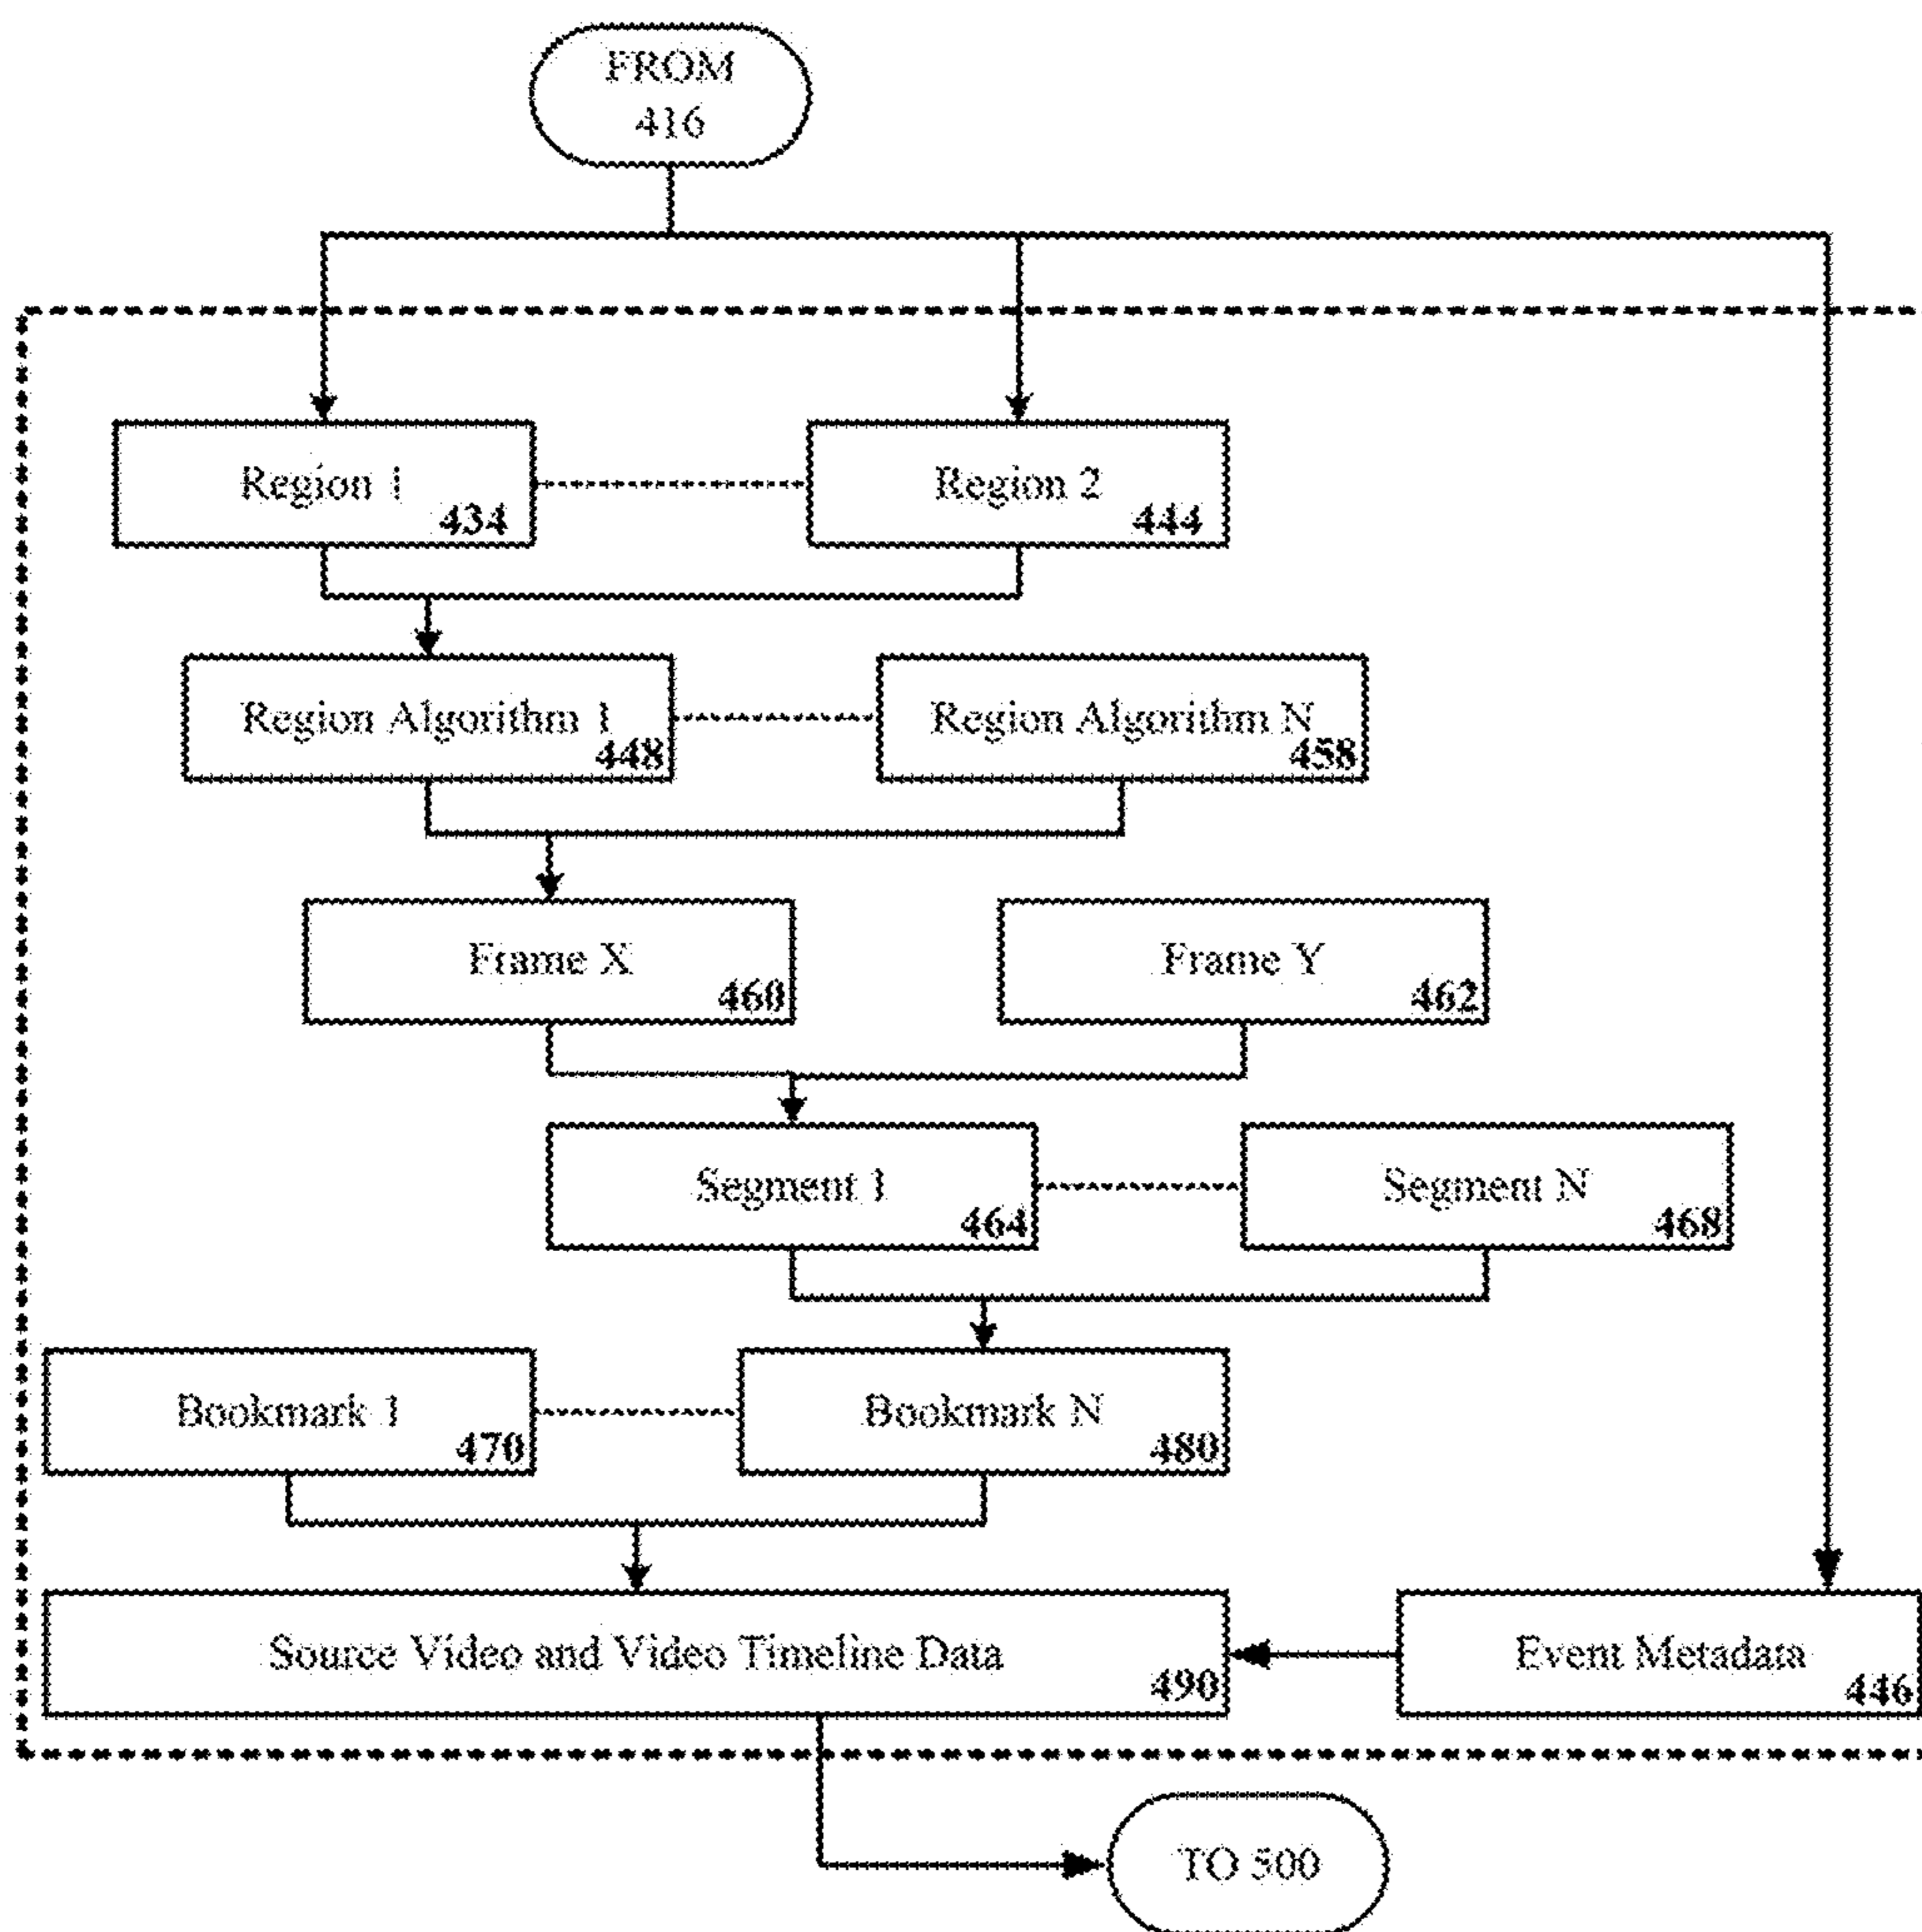 FROM
416
Region 1
434
Region 2
444
Region Algorithm 1
448
Region Algorithm N
458
Frame X
460
Frame Y
462
Segment 1
464
Segment N
468
Bookmark 1
470
Bookmark N
480
Source Video and Video Timeline Data
490
Event Metadata
446
TO 500